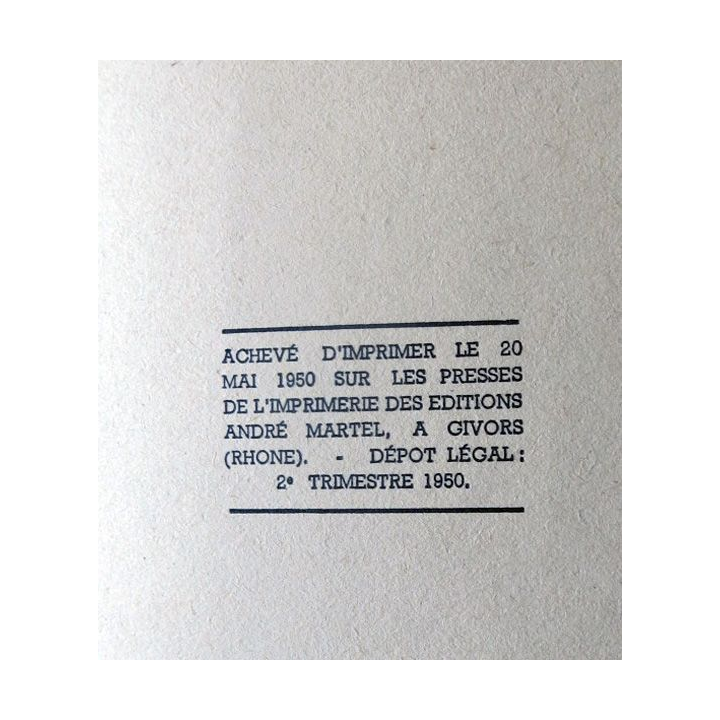 ACHEVÉ D'IMPRIMER LE 20
MAI 1950 SUR LES PRESSES
DE L'IMPRIMERIE DES EDITIONS
ANDRÉ MARTEL, A GIVORS
(RHONE). - DÉPOT LÉGAL :
2e TRIMESTRE 1950.